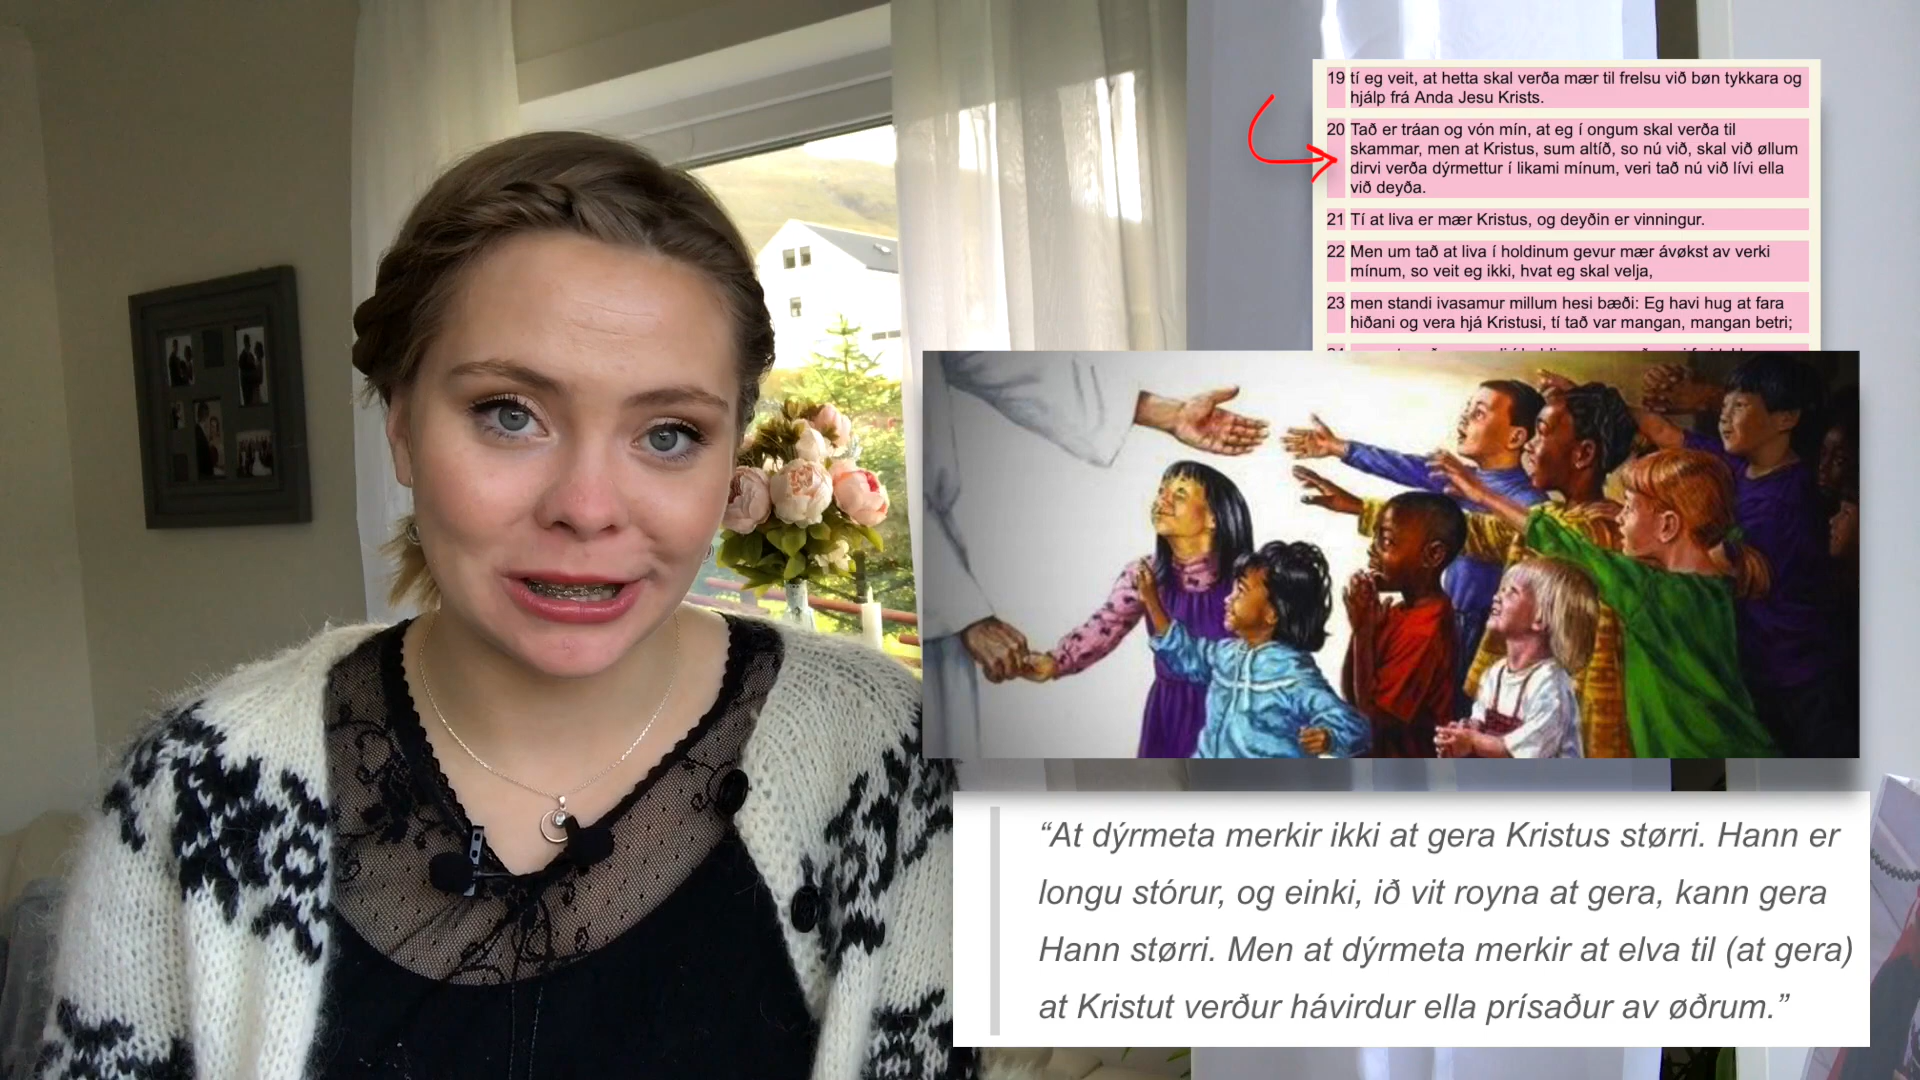 19 tí eg veit, at hetta skal verða mær til frelsu við bøn tykkara og
hjálp frá Anda Jesu Krists.
20 Tað er tráan og vón mín, at eg í ongum skal verða til
skammar, men at Kristus, sum altíð, so nú við, skal við øllum
dirvi verða dýrmettur í likami mínum, veri tað nú við lívi ella
við deyða.
21 Tí at liva er mær Kristus, og deyðin er vinningur.
22 Men um tað at liva í holdinum gevur mær ávøkst av verki
mínum, so veit eg ikki, hvat eg skal velja,
23 men standi ivasamur millum hesi bæði: Eg havi hug at fara
hiðani og vera hjá Kristusi, tí tað var mangan, mangan betri;
“At dýrmeta merkir ikki at gera Kristus størri. Hann er
longu stórur, og einki, ið vit royna at gera, kann gera
Hann størri. Men at dýrmeta merkir at elva til (at gera)
at Kristut verður hávirdur ella prísaður av øðrum.”